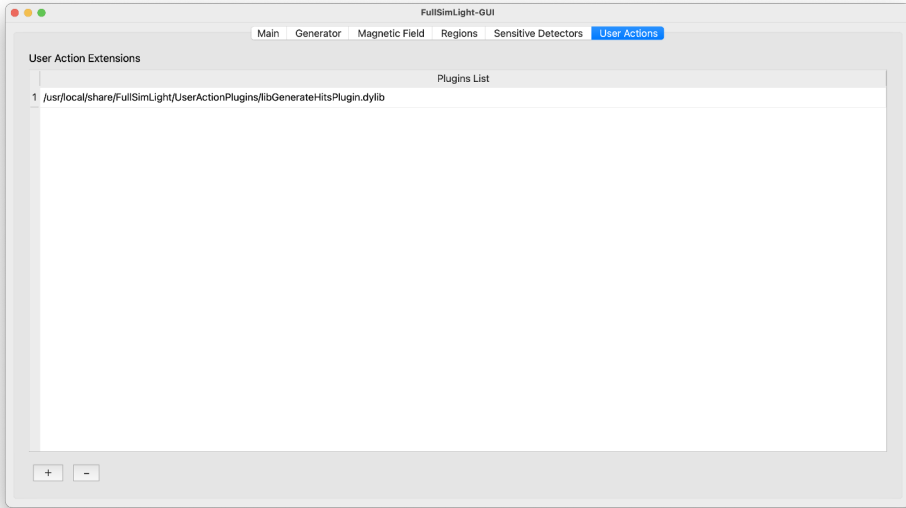 FullSimLight-GUI
Main Generator Magnetic Field Regions Sensitive Detectors User Actions
User Action Extensions
Plugins List
1 /usr/local/share/FullSimLight/UserActionPlugins/libGenerateHitsPlugin.dylib
+ -